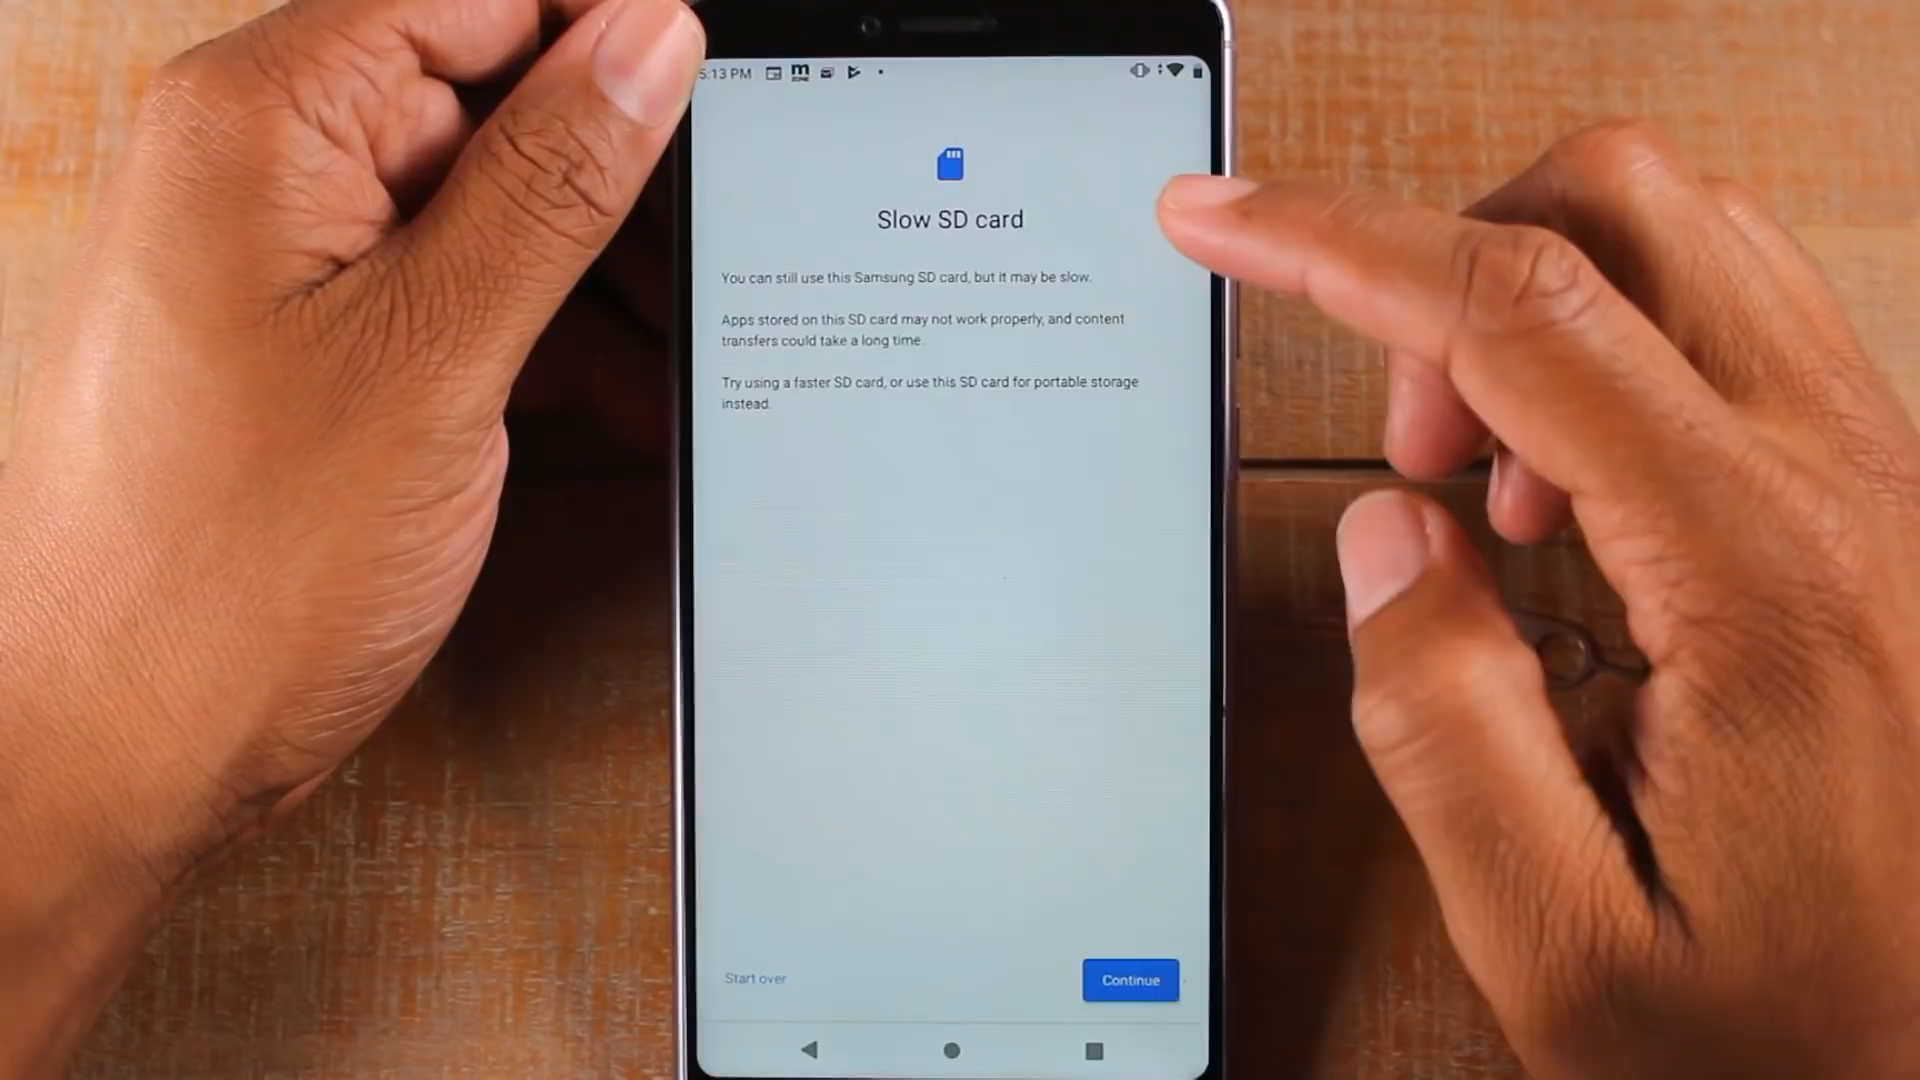 5:13 PM m ZONE
Slow SD card
You can still use this Samsung SD card, but it may be slow.
Apps stored on this SD card may not work properly, and content
transfers could take a long time.
Try using a faster SD card, or use this SD card for portable storage
instead.
Start over
Continue